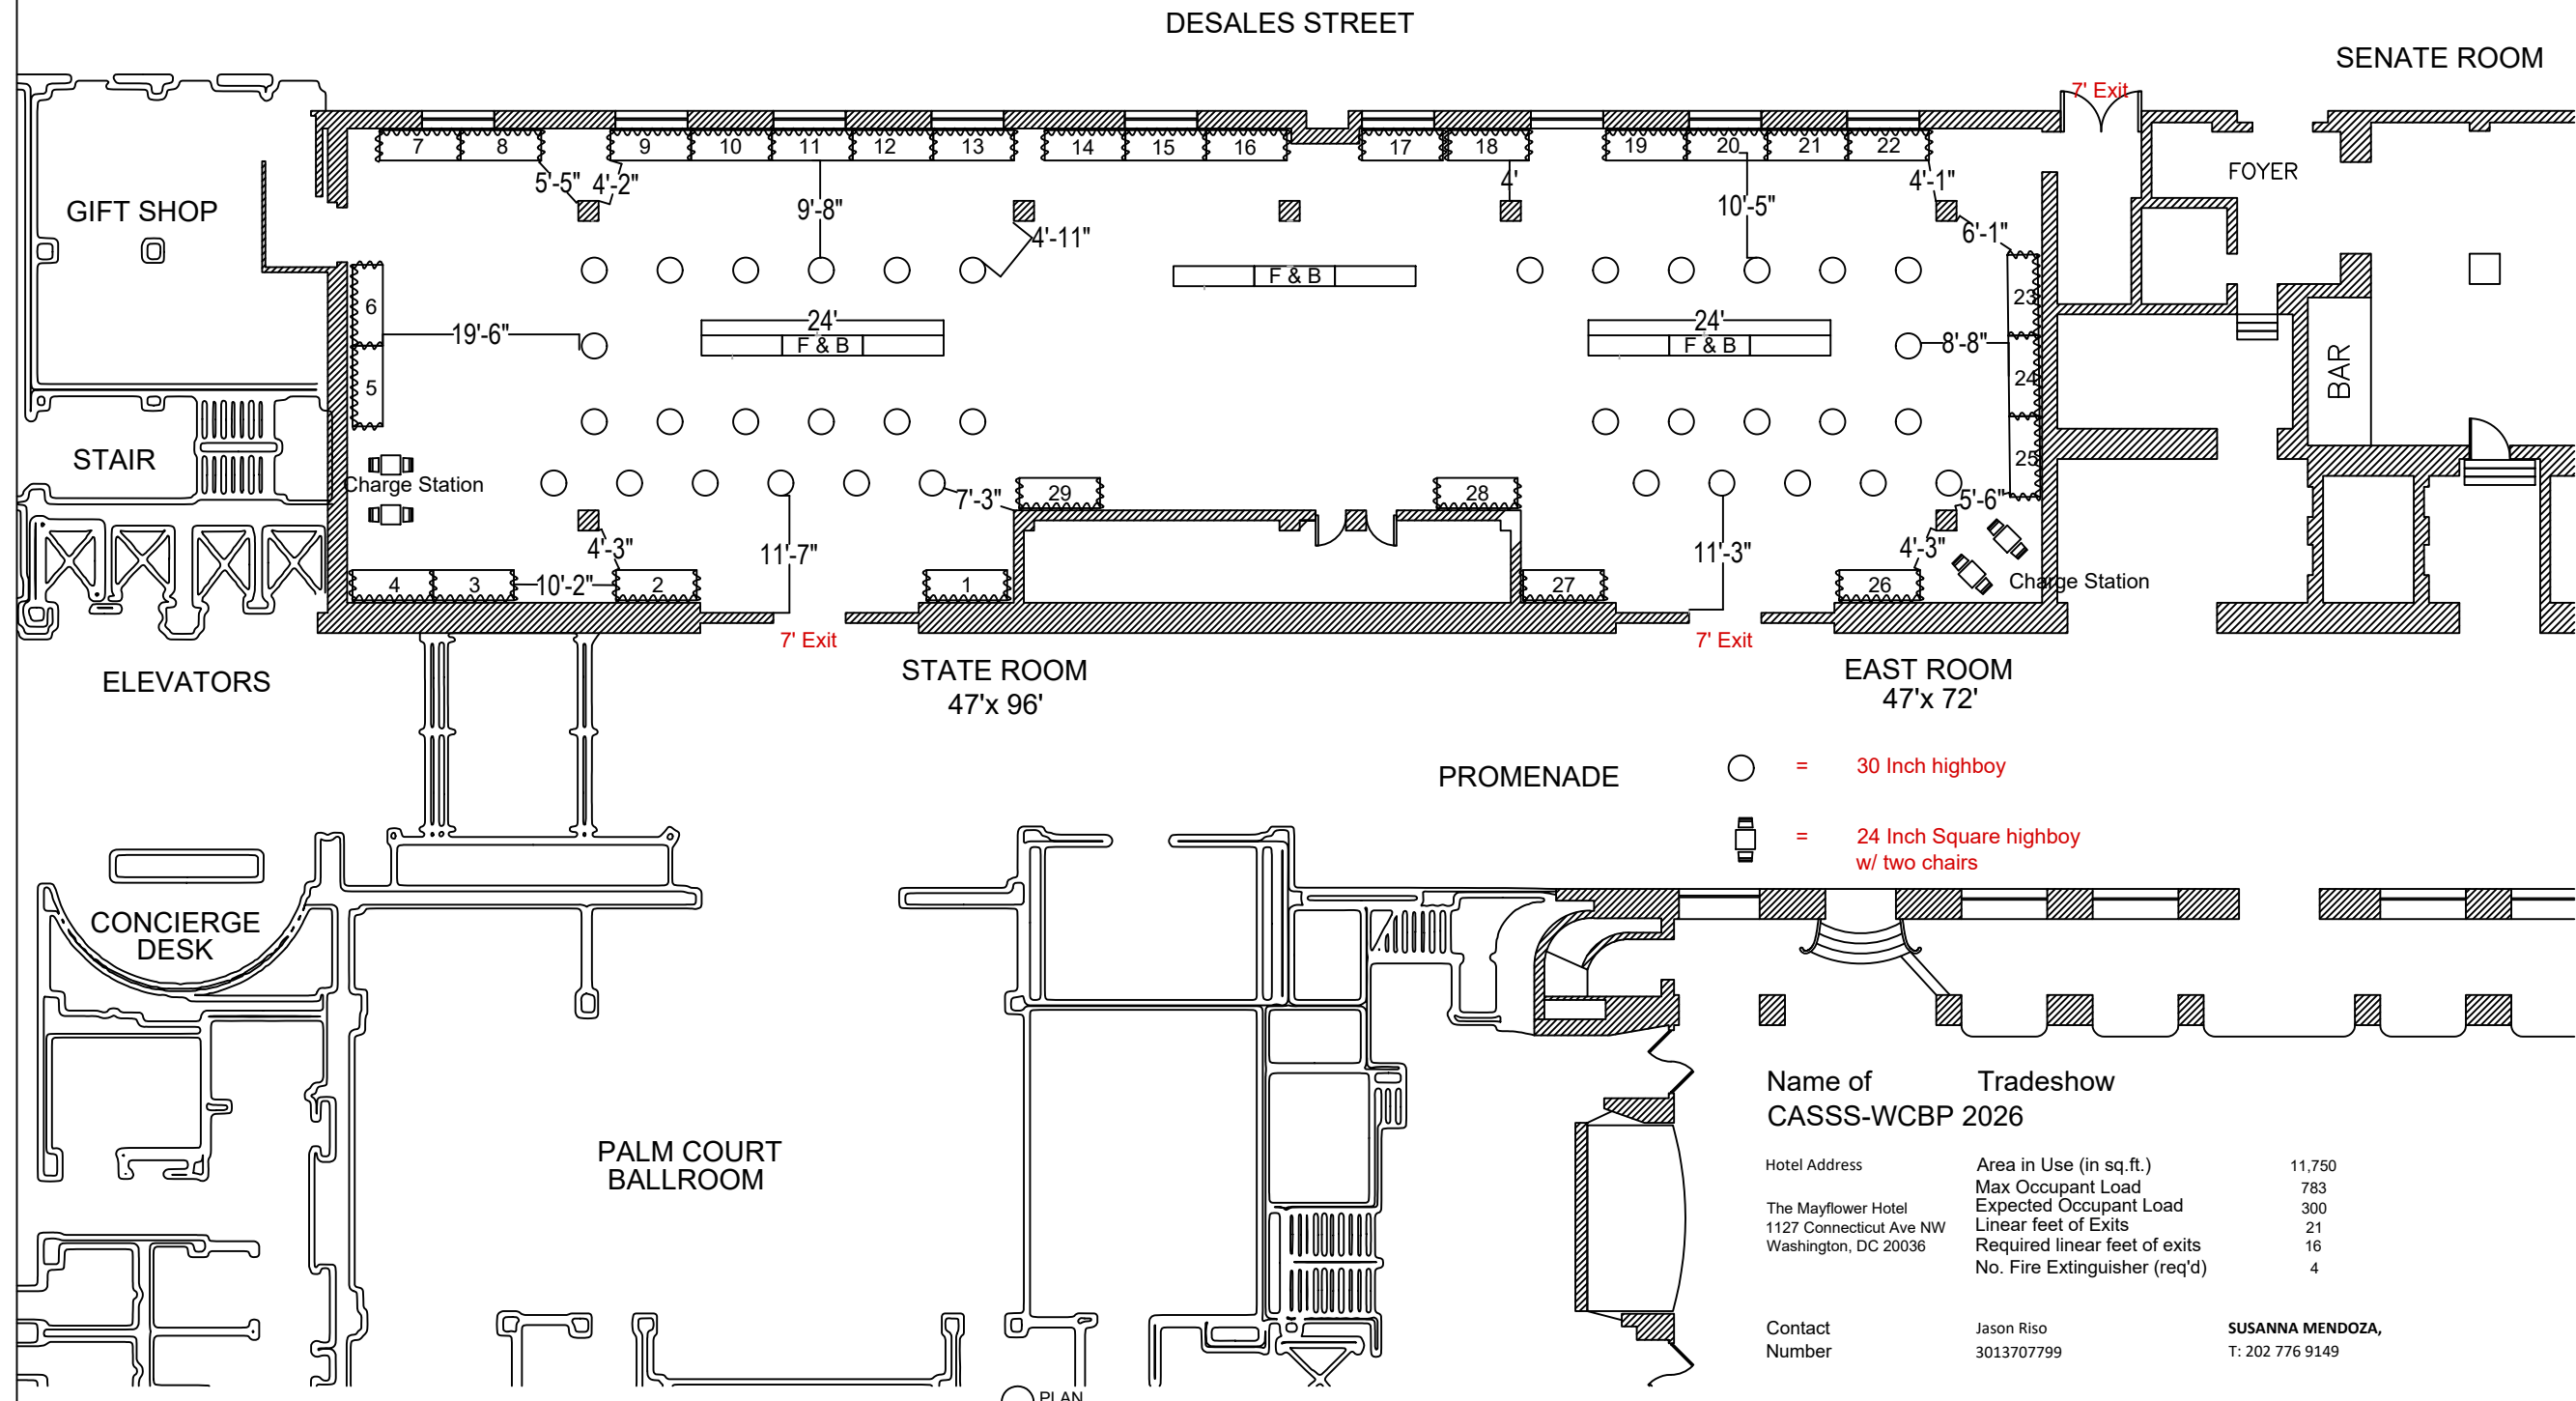 DESALES STREET
SENATE ROOM
7' Exit
7
8
9
10
11
12
13
14
15
16
17
18
19
20
21
22
FOYER
5'-5"
4'-2"
4'
4'-1"
GIFT SHOP
9'-8"
10'-5"
4'-11"
6'-1"
F & B
6
23
19'-6"
24'
F & B
24'
F & B
8'-8"
BAR
5
24
STAIR
25
Charge Station
7'-3"
29
28
5'-6"
4'-3"
11'-7"
11'-3"
4'-3"
4
3
10'-2"
2
1
27
26
Charge Station
7' Exit
7' Exit
ELEVATORS
STATE ROOM
47'x 96'
EAST ROOM
47'x 72'
PROMENADE
= 30 Inch highboy
= 24 Inch Square highboy
w/ two chairs
CONCIERGE
DESK
PALM COURT
BALLROOM
Name of Tradeshow
CASSS-WCBP 2026
Hotel Address
The Mayflower Hotel
1127 Connecticut Ave NW
Washington, DC 20036
Area in Use (in sq.ft.) 11,750
Max Occupant Load 783
Expected Occupant Load 300
Linear feet of Exits 21
Required linear feet of exits 16
No. Fire Extinguisher (req'd) 4
Contact Jason Riso SUSANNA MENDOZA,
Number 3013707799 T: 202 776 9149
PLAN